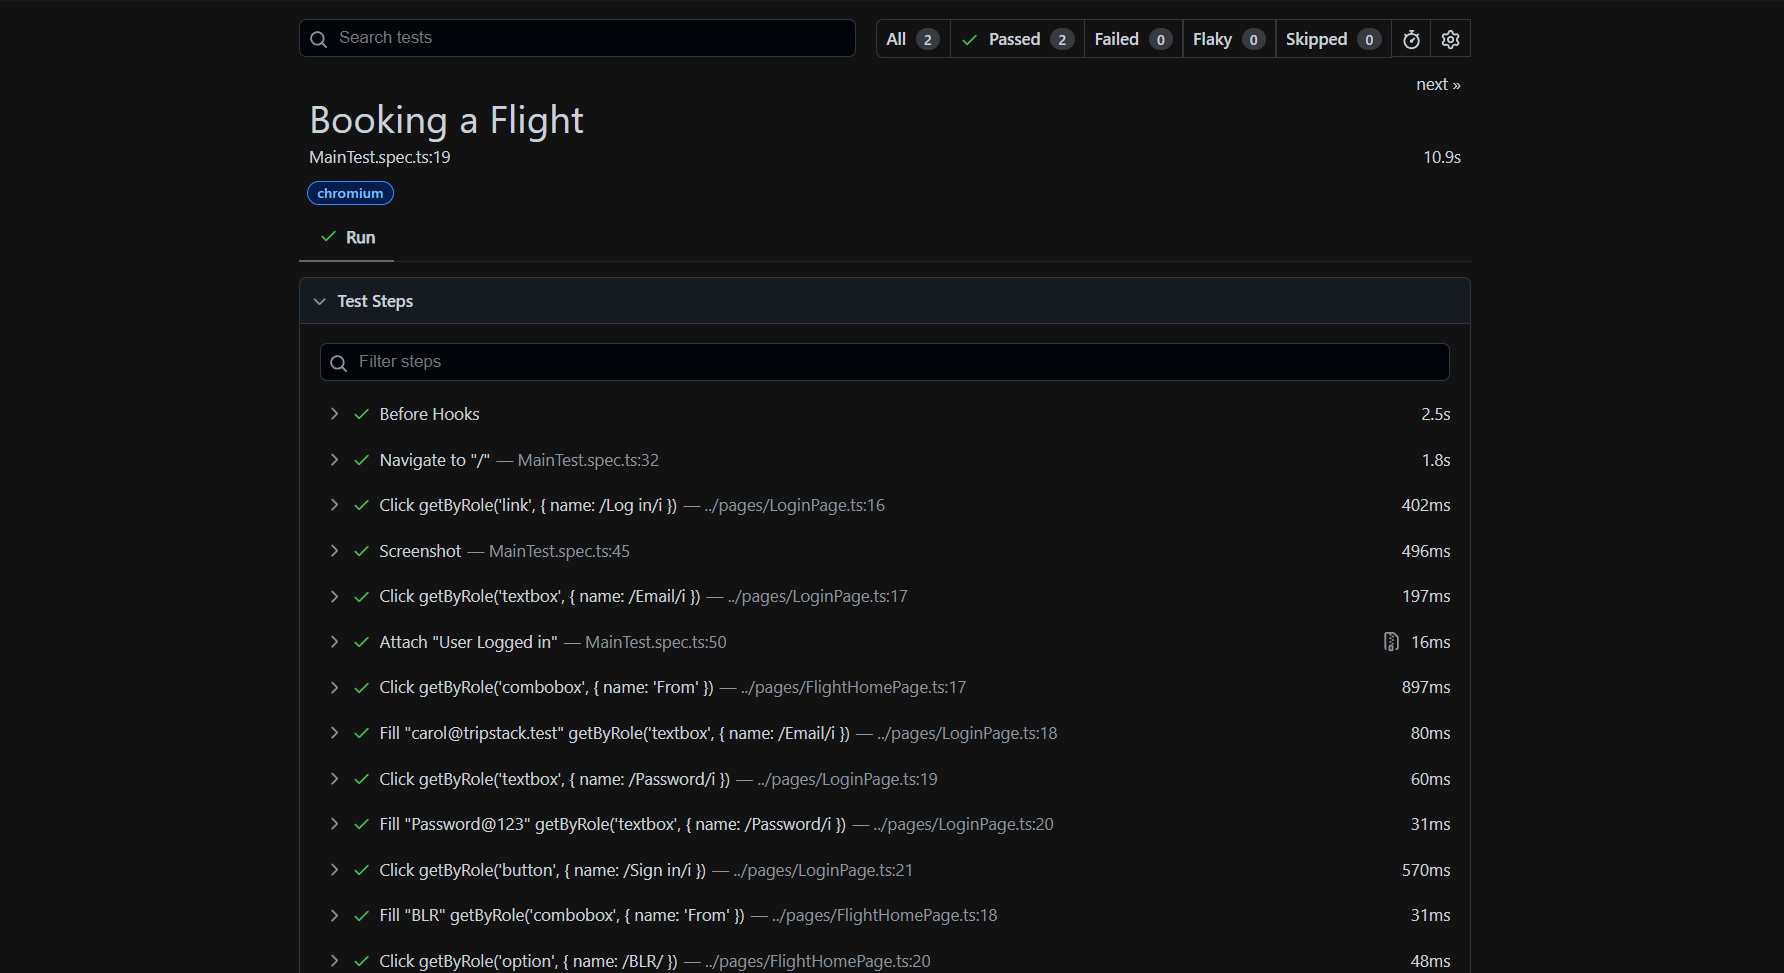 Search tests
All 2 Passed 2 Failed 0 Flaky 0 Skipped 0
next »
Booking a Flight
MainTest.spec.ts:19 10.9s
chromium
Run
Test Steps
Filter steps
Before Hooks 2.5s
Navigate to "/" — MainTest.spec.ts:32 1.8s
Click getByRole('link', { name: /Log in/i }) — ../pages/LoginPage.ts:16 402ms
Screenshot — MainTest.spec.ts:45 496ms
Click getByRole('textbox', { name: /Email/i }) — ../pages/LoginPage.ts:17 197ms
Attach "User Logged in" — MainTest.spec.ts:50 16ms
Click getByRole('combobox', { name: 'From' }) — ../pages/FlightHomePage.ts:17 897ms
Fill "carol@tripstack.test" getByRole('textbox', { name: /Email/i }) — ../pages/LoginPage.ts:18 80ms
Click getByRole('textbox', { name: /Password/i }) — ../pages/LoginPage.ts:19 60ms
Fill "Password@123" getByRole('textbox', { name: /Password/i }) — ../pages/LoginPage.ts:20 31ms
Click getByRole('button', { name: /Sign in/i }) — ../pages/LoginPage.ts:21 570ms
Fill "BLR" getByRole('combobox', { name: 'From' }) — ../pages/FlightHomePage.ts:18 31ms
Click getByRole('option', { name: /BLR/ }) — ../pages/FlightHomePage.ts:20 48ms